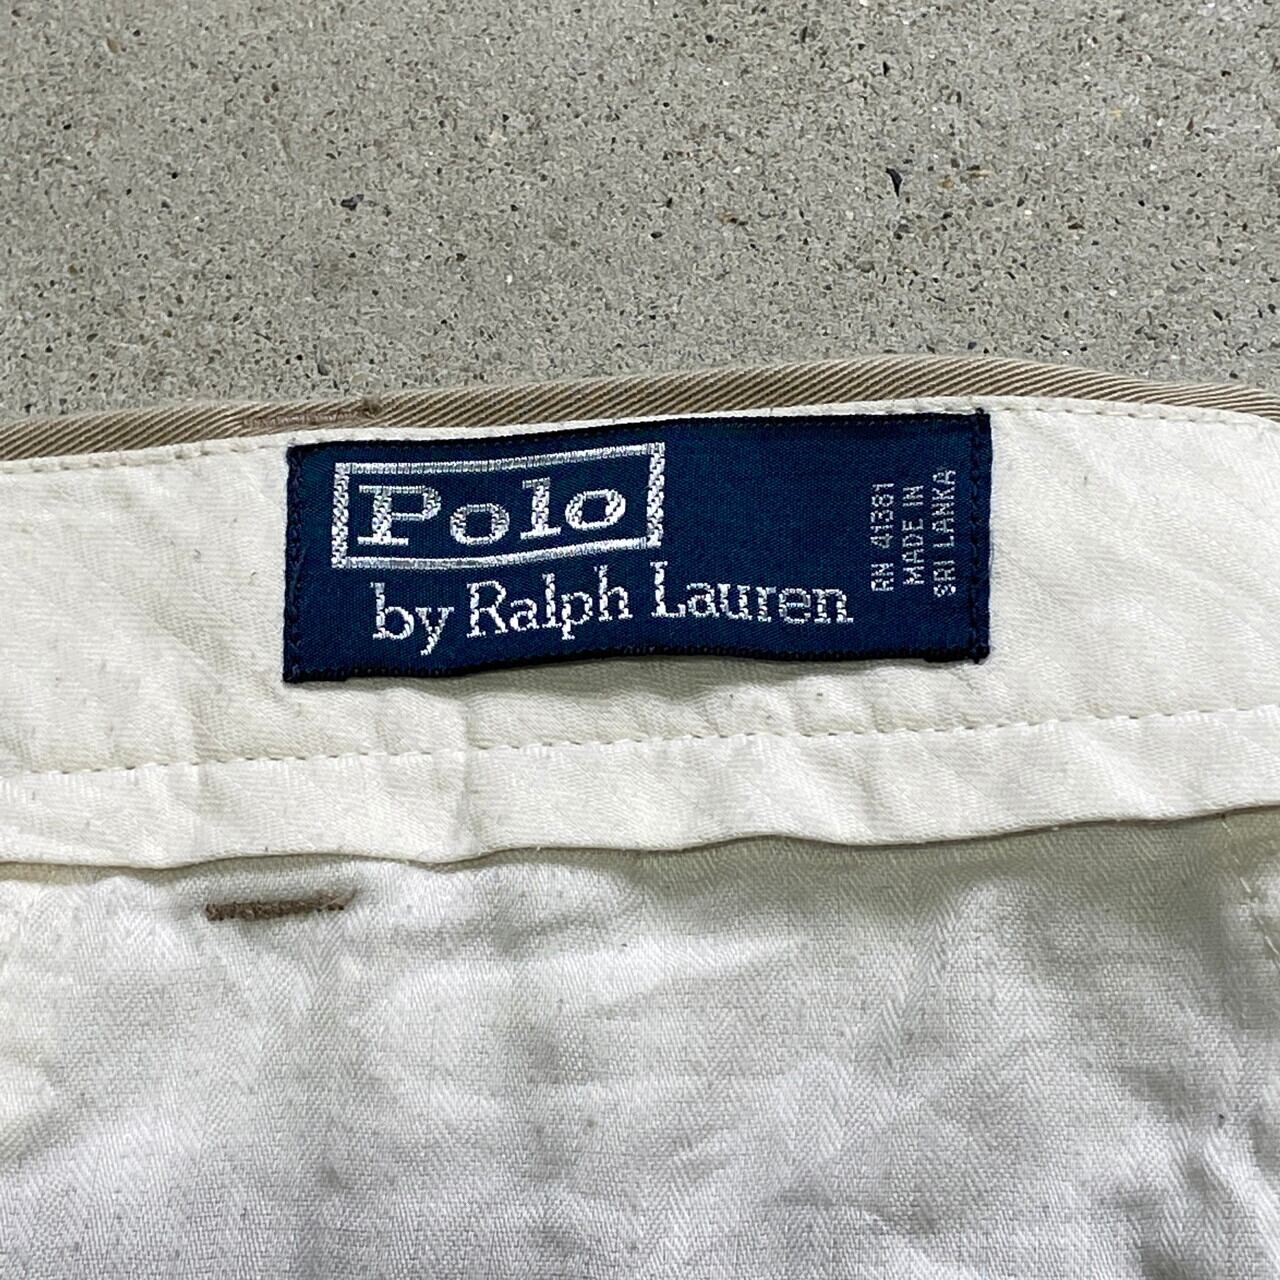 Polo
by Ralph Lauren
RN 41381
MADE IN
SRI LANKA